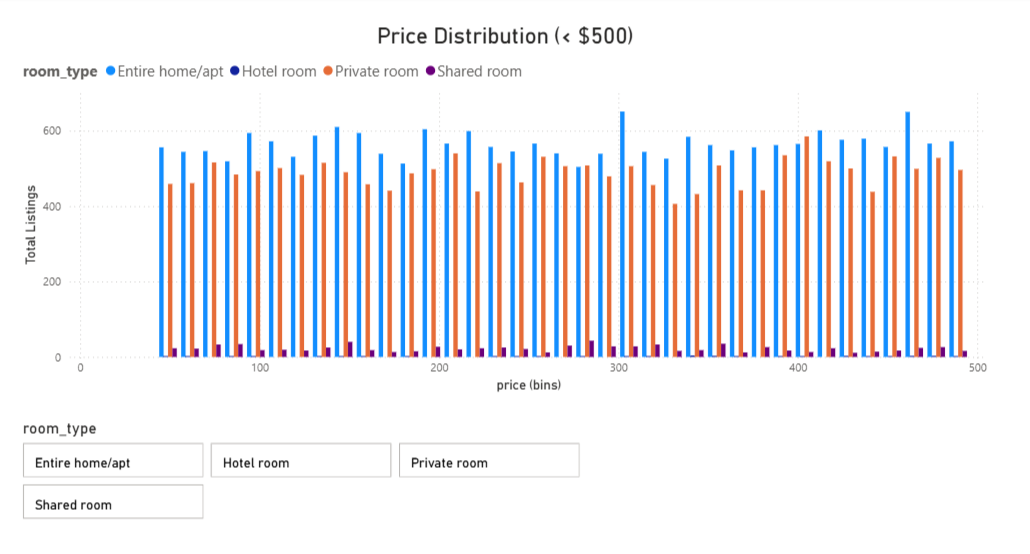 Price Distribution (< $500)
room_type Entire home/apt Hotel room Private room Shared room
Total Listings
600
400
200
0
0 100 200 300 400 500
price (bins)
room_type
Entire home/apt Hotel room Private room
Shared room